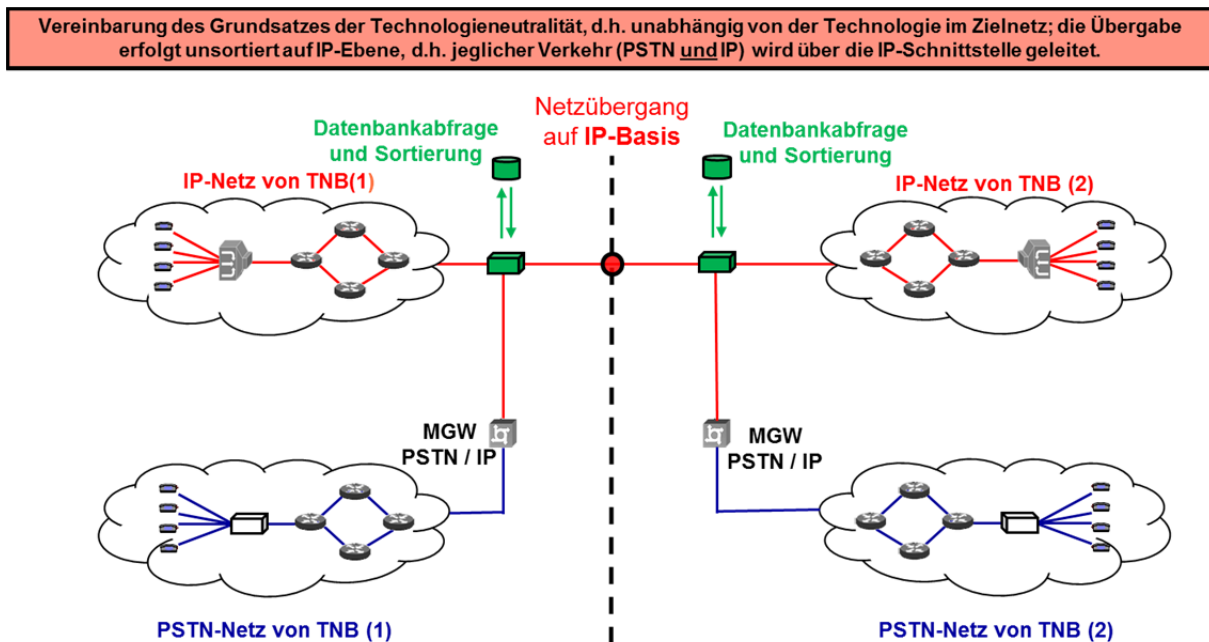 Vereinbarung des Grundsatzes der Technologieneutralität, d.h. unabhängig von der Technologie im Zielnetz; die Übergabe
erfolgt unsortiert auf IP-Ebene, d.h. jeglicher Verkehr (PSTN und IP) wird über die IP-Schnittstelle geleitet.
Netzübergang
auf IP-Basis
Datenbankabfrage
und Sortierung
Datenbankabfrage
und Sortierung
IP-Netz von TNB(1)
IP-Netz von TNB (2)
MGW
PSTN / IP
MGW
PSTN / IP
PSTN-Netz von TNB (1)
PSTN-Netz von TNB (2)